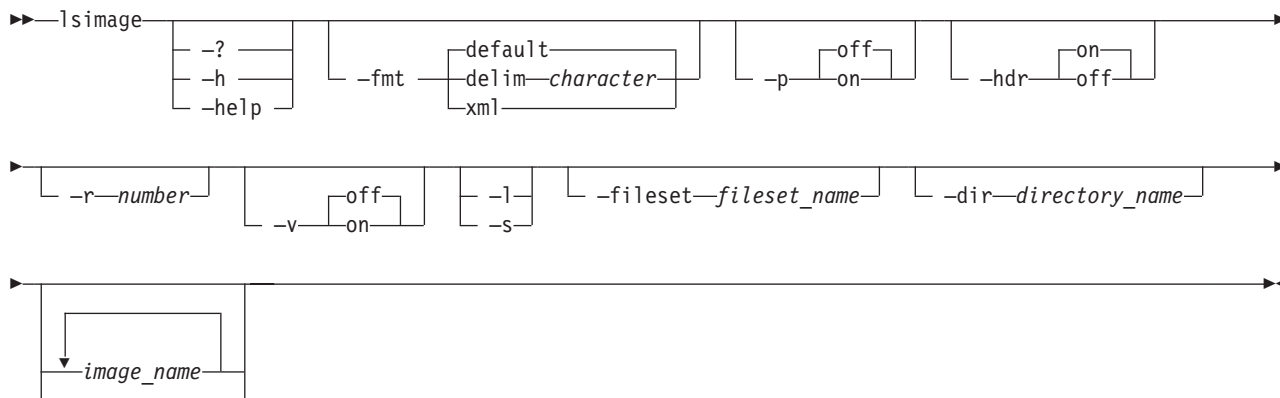 lsimage
–?
–h
–help
–fmt
default
delim character
xml
–p
off
on
–hdr
on
off
–r number
–v
off
on
–l
–s
–fileset fileset_name
–dir directory_name
image_name